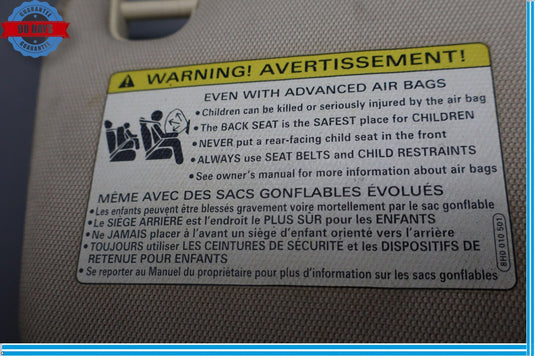 GUARANTEE
90 DAYS
GUARANTEE
WARNING! AVERTISSEMENT!
EVEN WITH ADVANCED AIR BAGS
• Children can be killed or seriously injured by the air bag
• The BACK SEAT is the SAFEST place for CHILDREN
• NEVER put a rear-facing child seat in the front
• ALWAYS use SEAT BELTS and CHILD RESTRAINTS
• See owner's manual for more information about air bags
MÊME AVEC DES SACS GONFLABLES ÉVOLUÉS
• Les enfants peuvent être blessés gravement voire mortellement par le sac gonflable
• Le SIÈGE ARRIERE est l'endroit le PLUS SÛR pour les ENFANTS
• Ne JAMAIS placer à l'avant un siège d'enfant orienté vers l'arrière
• TOUJOURS utiliser LES CEINTURES DE SÉCURITÉ et les DISPOSITIFS DE
RETENUE POUR ENFANTS
• Se reporter au Manuel du propriétaire pour plus d'information sur les sacs gonflables
8H0 010 501